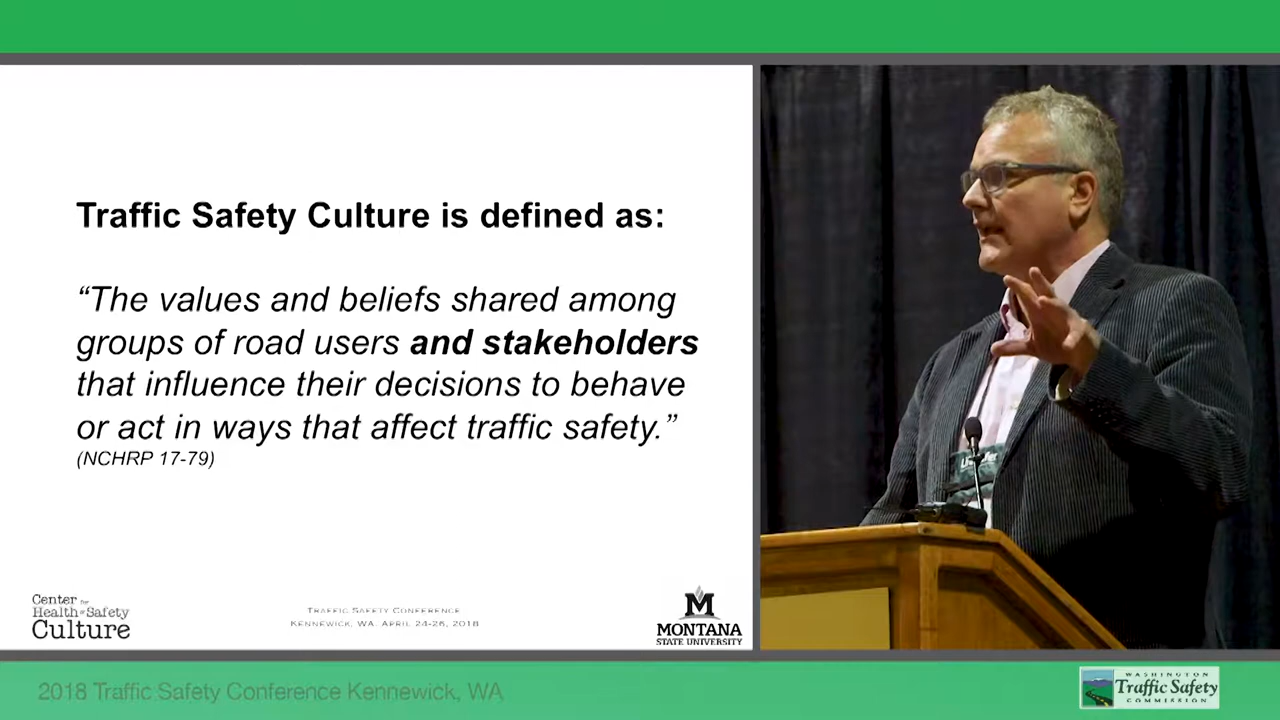 Traffic Safety Culture is defined as:
“The values and beliefs shared among
groups of road users and stakeholders
that influence their decisions to behave
or act in ways that affect traffic safety.”
(NCHRP 17-79)
Center for
Health & Safety
Culture
TRAFFIC SAFETY CONFERENCE
KENNEWICK, WA. APRIL 24-26, 2018
M
MONTANA
STATE UNIVERSITY
2018 Traffic Safety Conference Kennewick, WA
WASHINGTON
Traffic Safety
COMMISSION